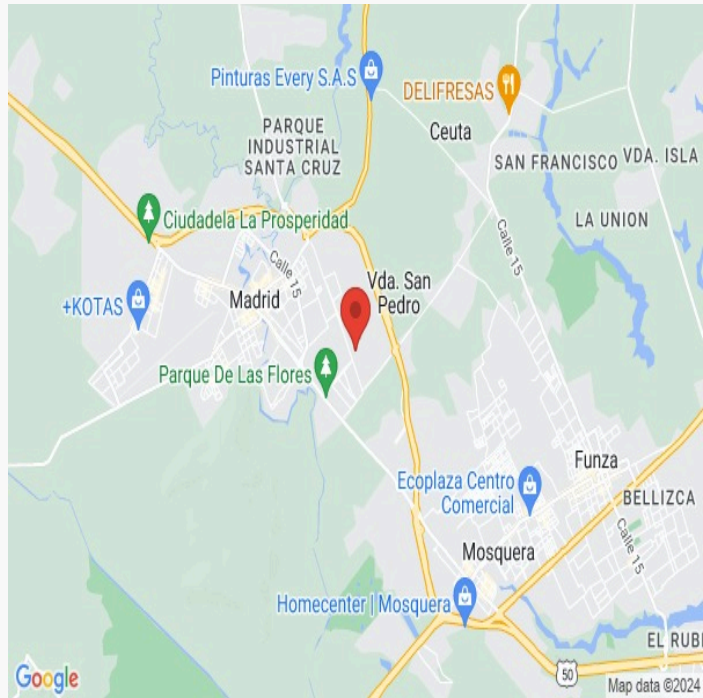 Pinturas Every S.A.S
DELIFRESAS
Ceuta
PARQUE
INDUSTRIAL
SANTA CRUZ
SAN FRANCISCO
VDA. ISLA
Ciudadela La Prosperidad
LA UNION
Calle 15
Calle 15
Vda. San
Pedro
+KOTAS
Madrid
Parque De Las Flores
Funza
Ecoplaza Centro
Comercial
BELLIZCA
Calle 15
Mosquera
Homecenter | Mosquera
EL RUBI
50
Google
Map data ©2024